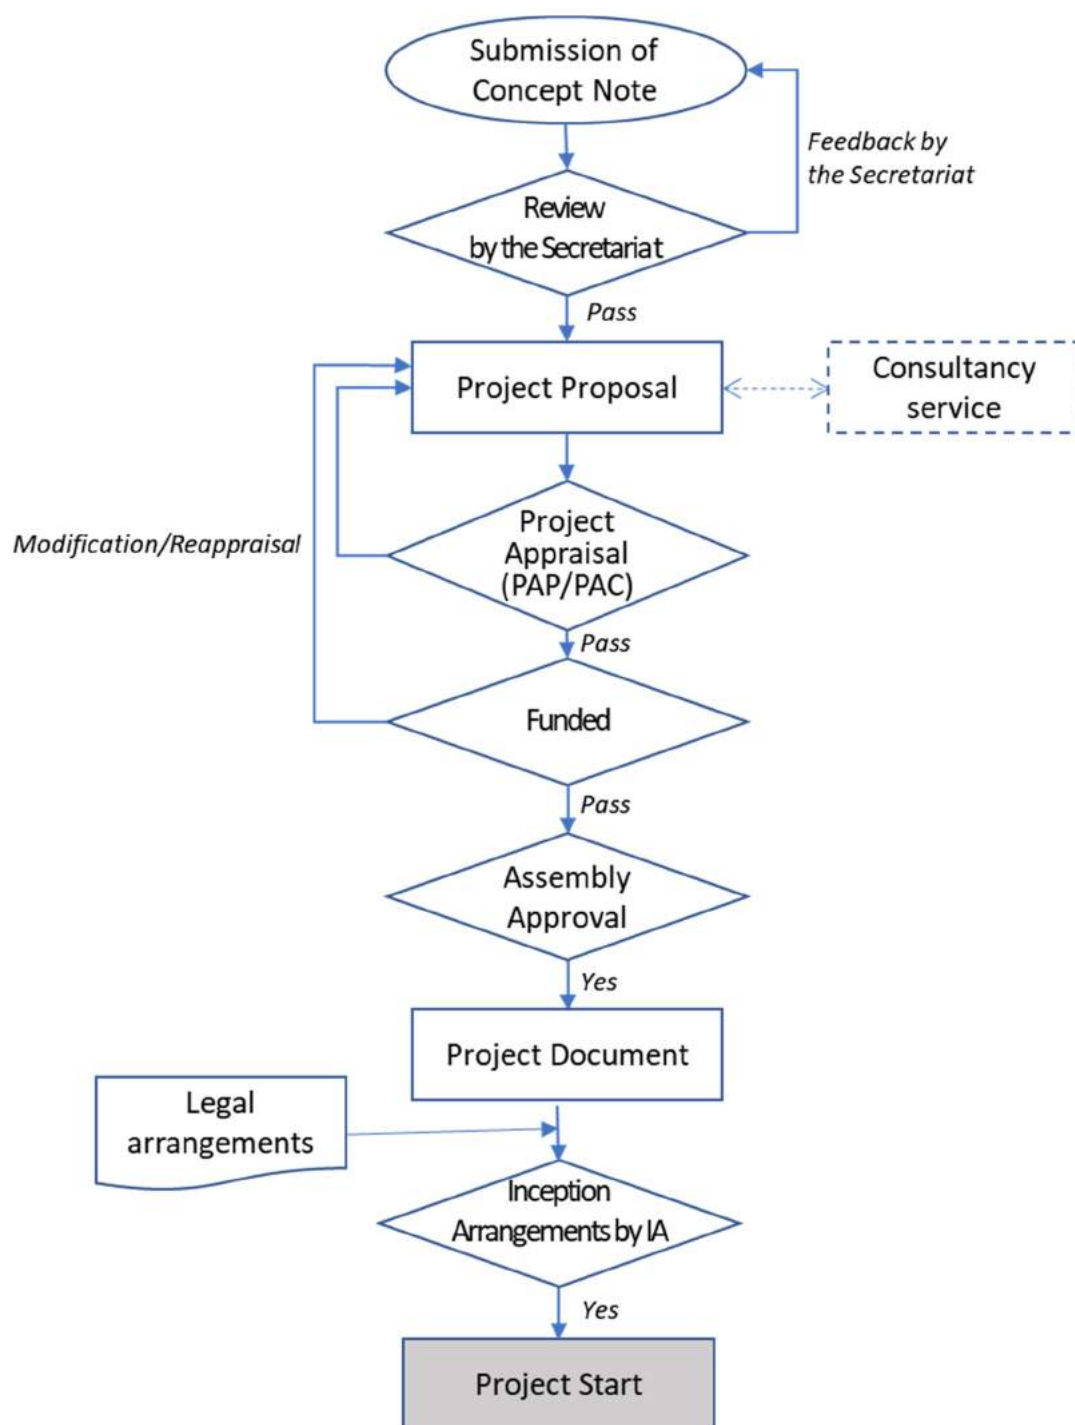 Submission of
Concept Note
Feedback by
the Secretariat
Review
by the Secretariat
Pass
Project Proposal
Consultancy
service
Modification/Reappraisal
Project
Appraisal
(PAP/PAC)
Pass
Funded
Pass
Assembly
Approval
Yes
Project Document
Legal
arrangements
Inception
Arrangements by IA
Yes
Project Start